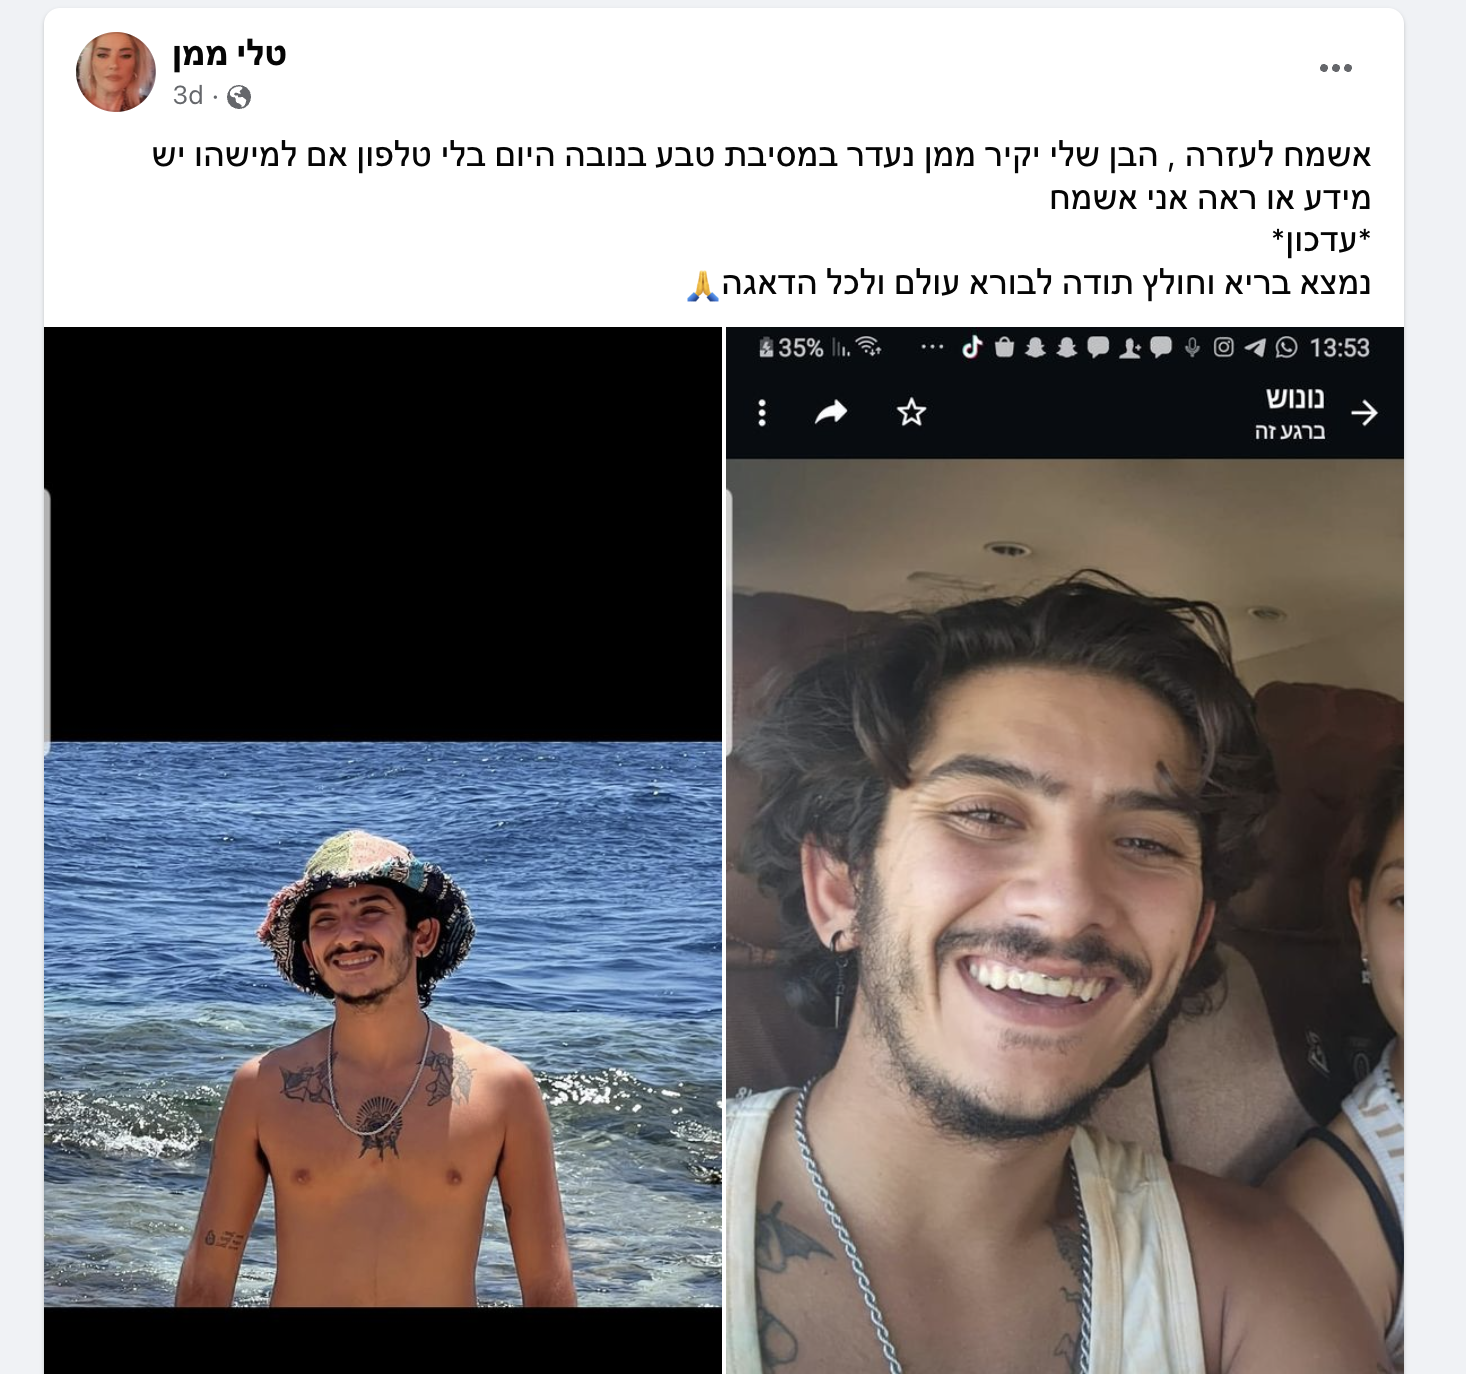 טלי ממן
3d ·
אשמח לעזרה , הבן שלי יקיר ממן נעדר במסיבת טבע בנובה היום בלי טלפון אם למישהו יש
מידע או ראה אני אשמח
*עדכון*
נמצא בריא וחולץ תודה לבורא עולם ולכל הדאגה🙏
35% 13:53
נונוש
ברגע זה